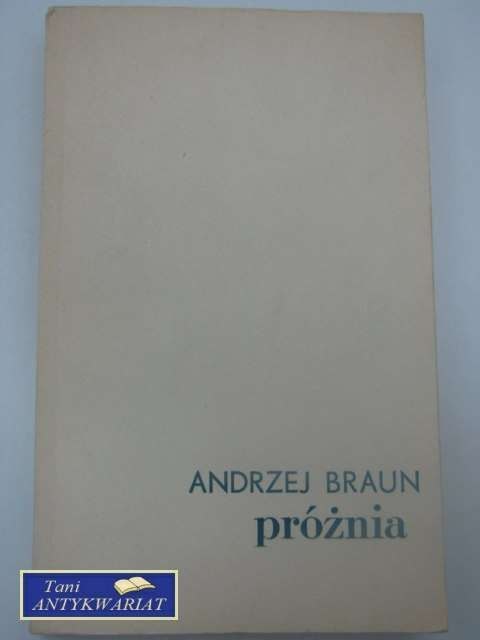 ANDRZEJ BRAUN
próżnia
Tani
ANTYKWARIAT